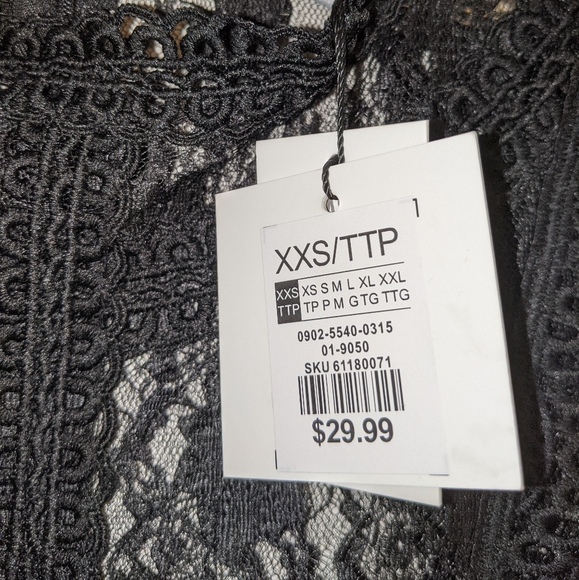 XXS/TTP
XXS XS S M L XL XXL
TTP TP P M G TG TTG
0902-5540-0315
01-9050
SKU 61180071
$29.99